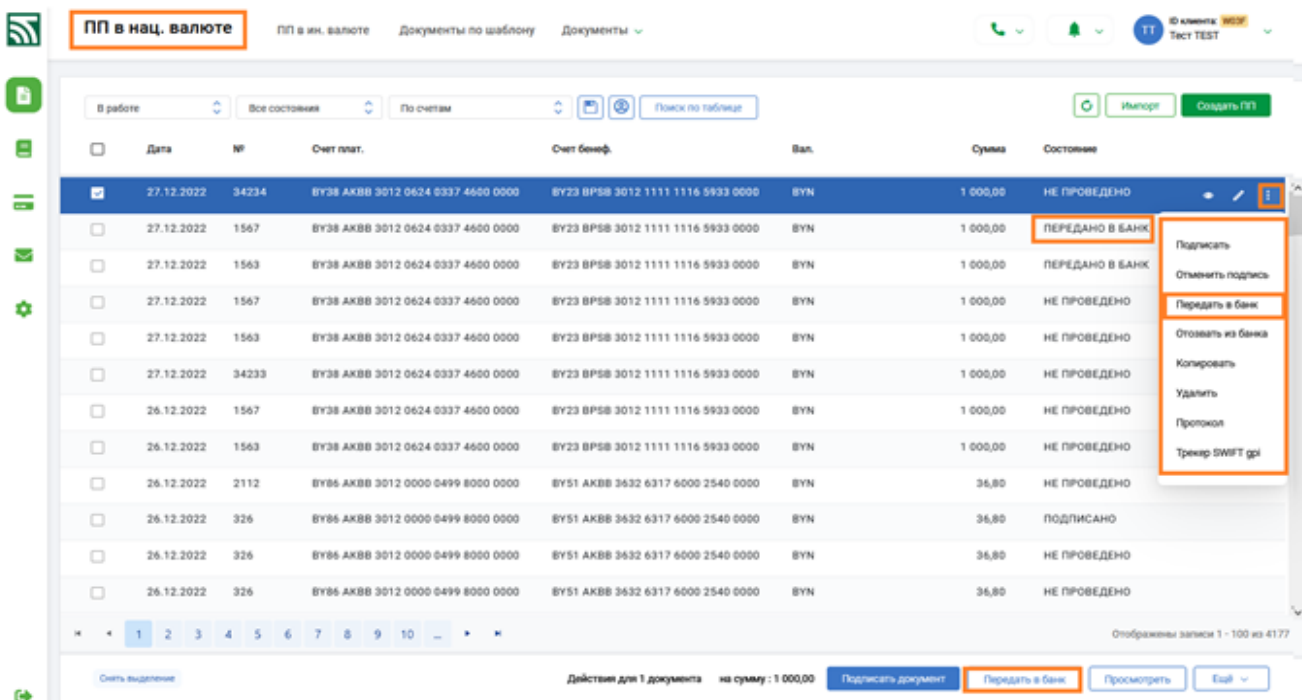 ПП в нац. валюте ПП в ин. валюте Документы по шаблону Документы ID клиента: W03F
ТТ Тест TEST
В работе Все состояния По счетам Поиск по таблице Импорт Создать ПП
Дата № Счет плат. Счет бенеф. Вал. Сумма Состояние
27.12.2022 34234 BY38 AKBB 3012 0624 0337 4600 0000 BY23 BPSB 3012 1111 1116 5933 0000 BYN 1 000,00 НЕ ПРОВЕДЕНО
27.12.2022 1567 BY38 AKBB 3012 0624 0337 4600 0000 BY23 BPSB 3012 1111 1116 5933 0000 BYN 1 000,00 ПЕРЕДАНО В БАНК
Подписать
27.12.2022 1563 BY38 AKBB 3012 0624 0337 4600 0000 BY23 BPSB 3012 1111 1116 5933 0000 BYN 1 000,00 ПЕРЕДАНО В БАНК
Отменить подпись
27.12.2022 1567 BY38 AKBB 3012 0624 0337 4600 0000 BY23 BPSB 3012 1111 1116 5933 0000 BYN 1 000,00 НЕ ПРОВЕДЕНО
Передать в банк
27.12.2022 1563 BY38 AKBB 3012 0624 0337 4600 0000 BY23 BPSB 3012 1111 1116 5933 0000 BYN 1 000,00 НЕ ПРОВЕДЕНО
Отозвать из банка
Копировать
27.12.2022 34233 BY38 AKBB 3012 0624 0337 4600 0000 BY23 BPSB 3012 1111 1116 5933 0000 BYN 1 000,00 НЕ ПРОВЕДЕНО
Удалить
26.12.2022 1567 BY38 AKBB 3012 0624 0337 4600 0000 BY23 BPSB 3012 1111 1116 5933 0000 BYN 1 000,00 НЕ ПРОВЕДЕНО
Протокол
26.12.2022 1563 BY38 AKBB 3012 0624 0337 4600 0000 BY23 BPSB 3012 1111 1116 5933 0000 BYN 1 000,00 НЕ ПРОВЕДЕНО
Трекер SWIFT gpi
26.12.2022 2112 BY86 AKBB 3012 0000 0499 8000 0000 BY51 AKBB 3632 6317 6000 2540 0000 BYN 36,80 НЕ ПРОВЕДЕНО
26.12.2022 326 BY86 AKBB 3012 0000 0499 8000 0000 BY51 AKBB 3632 6317 6000 2540 0000 BYN 36,80 ПОДПИСАНО
26.12.2022 326 BY86 AKBB 3012 0000 0499 8000 0000 BY51 AKBB 3632 6317 6000 2540 0000 BYN 36,80 НЕ ПРОВЕДЕНО
26.12.2022 326 BY86 AKBB 3012 0000 0499 8000 0000 BY51 AKBB 3632 6317 6000 2540 0000 BYN 36,80 НЕ ПРОВЕДЕНО
1 2 3 4 5 6 7 8 9 10 ... Отображены записи 1 - 100 из 4177
Снять выделение Действия для 1 документа на сумму : 1 000,00 Подписать документ Передать в банк Просмотреть Ещё